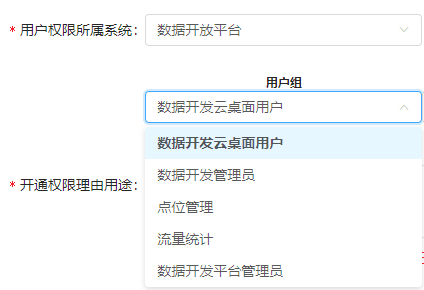 * 用户权限所属系统： 数据开放平台
用户组
数据开发云桌面用户
数据开发云桌面用户
数据开发管理员
* 开通权限理由用途：
点位管理
流量统计
数据开发平台管理员